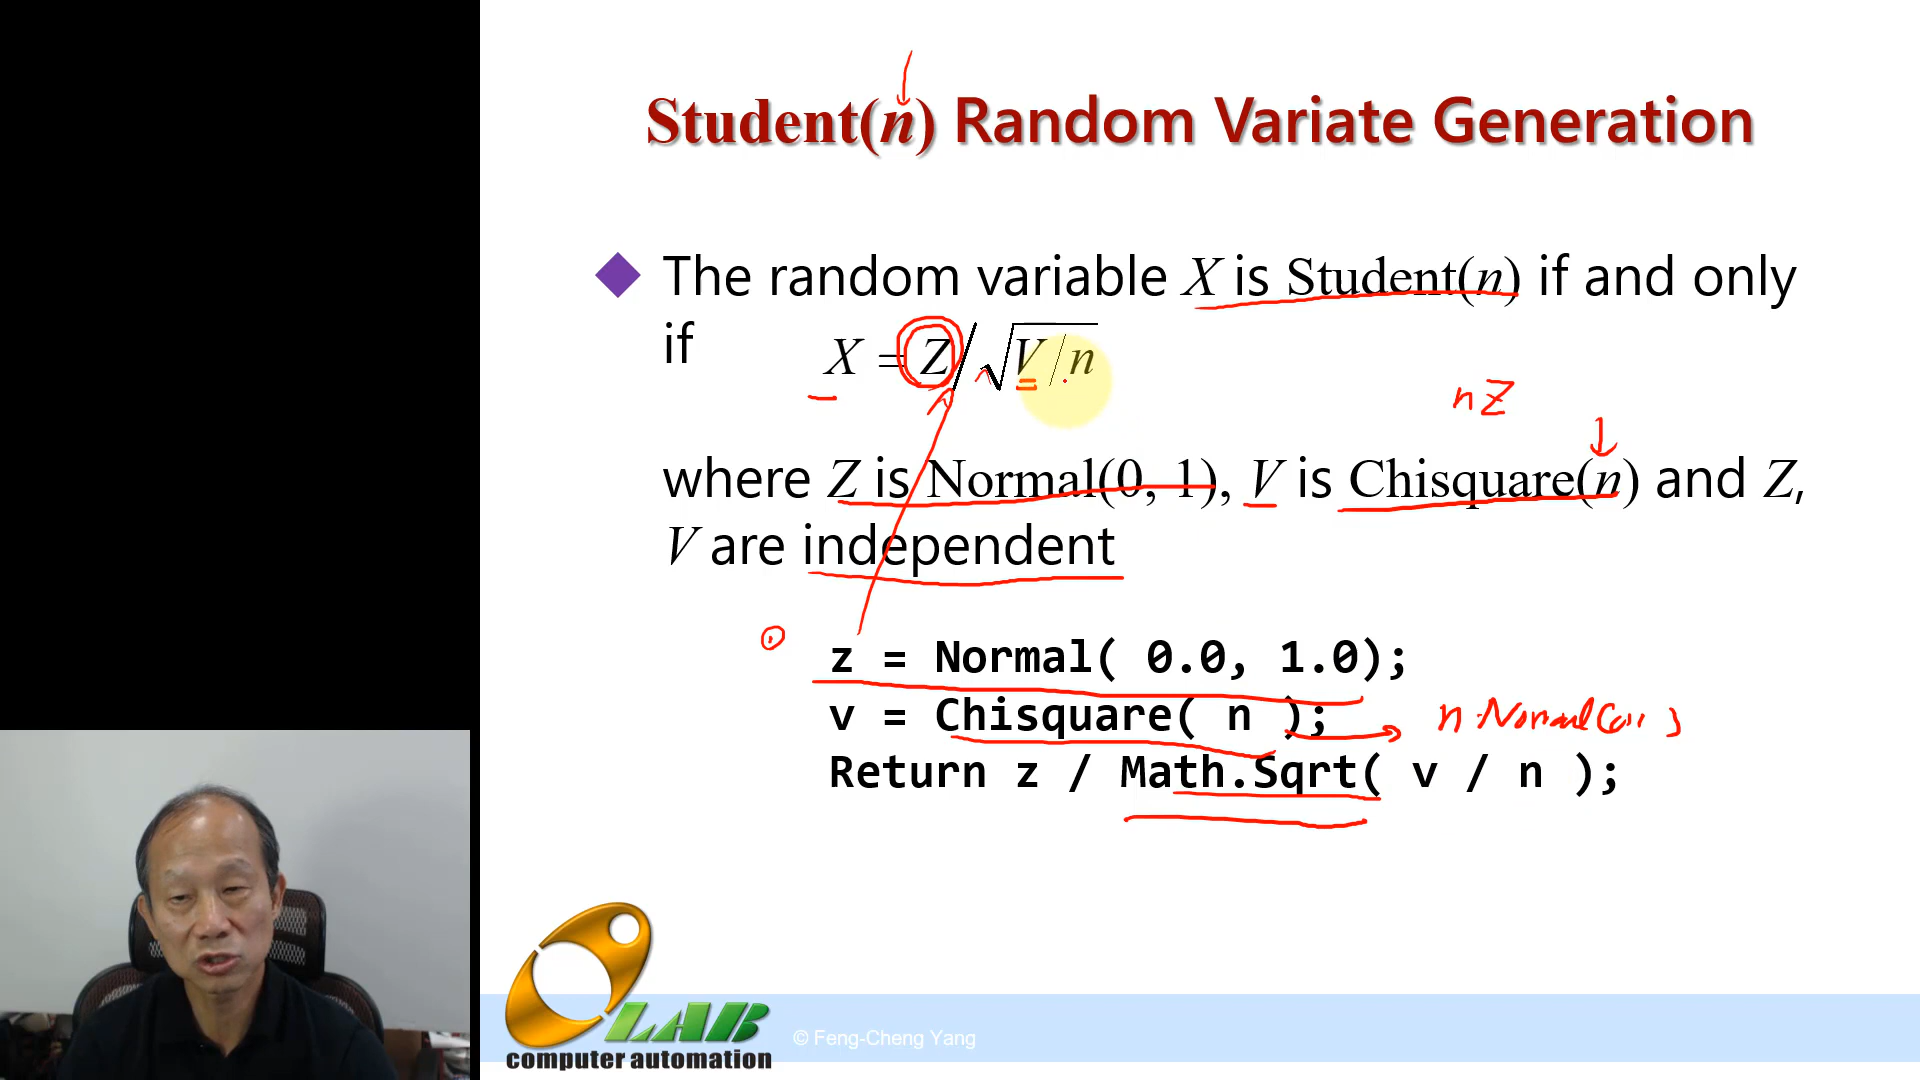 Student(n) Random Variate Generation
The random variable X is Student(n) if and only
if X = Z / √V / n
nZ
where Z is Normal(0, 1), V is Chisquare(n) and Z,
V are independent
z = Normal( 0.0, 1.0);
v = Chisquare( n );
n Normal(
Return z / Math.Sqrt( v / n );
LAB
computer automation
© Feng-Cheng Yang